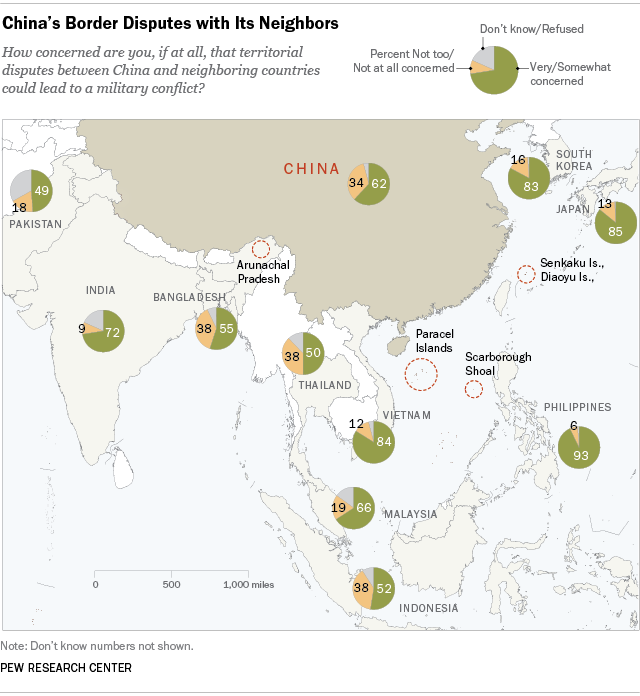 China's Border Disputes with Its Neighbors
How concerned are you, if at all, that territorial
disputes between China and neighboring countries
could lead to a military conflict?
Don't know/Refused
Percent Not too/
Not at all concerned
Very/Somewhat
concerned
CHINA
34
62
16
83
SOUTH
KOREA
JAPAN
13
85
49
18
PAKISTAN
Arunachal
Pradesh
Senkaku Is.,
Diaoyu Is.,
INDIA
9
72
BANGLADESH
38
55
38
50
THAILAND
Paracel
Islands
Scarborough
Shoal
VIETNAM
12
84
PHILIPPINES
6
93
19
66
MALAYSIA
38
52
INDONESIA
0
500
1,000 miles
Note: Don't know numbers not shown.
PEW RESEARCH CENTER